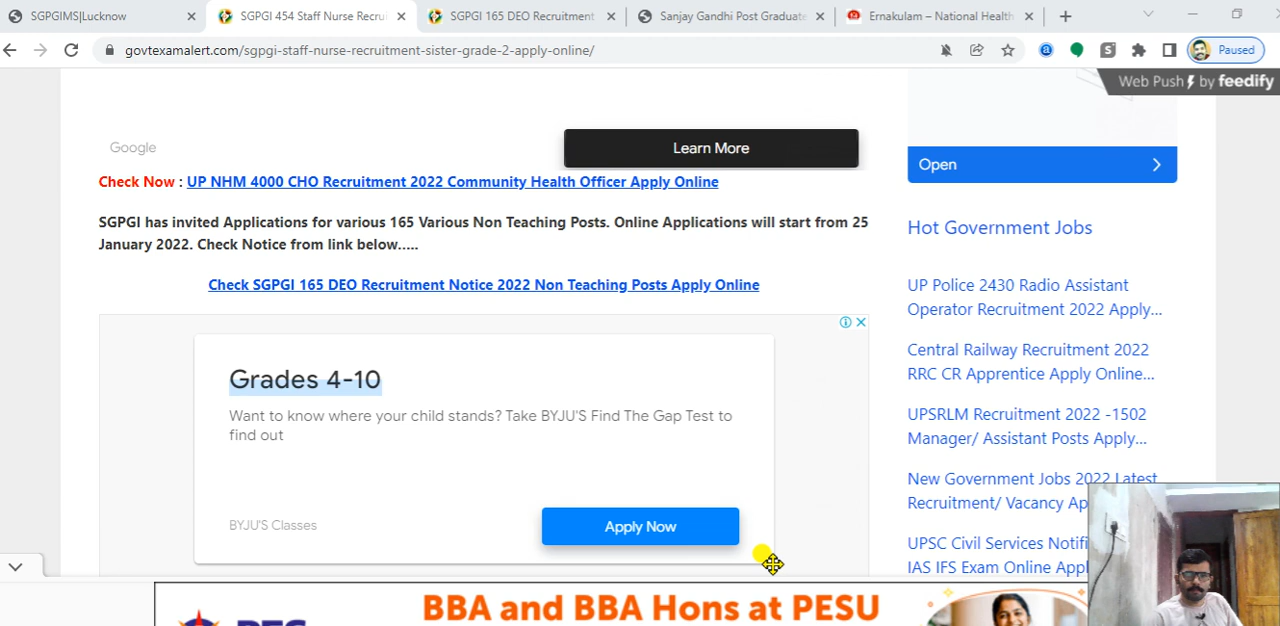 SGPGIMS|Lucknow
SGPGI 454 Staff Nurse Recru
SGPGI 165 DEO Recruitment
Sanjay Gandhi Post Graduate
Ernakulam – National Health
govtexamalert.com/sgpgi-staff-nurse-recruitment-sister-grade-2-apply-online/
Paused
Web Push by feedify
Google
Learn More
Open
Check Now : UP NHM 4000 CHO Recruitment 2022 Community Health Officer Apply Online
SGPGI has invited Applications for various 165 Various Non Teaching Posts. Online Applications will start from 25
January 2022. Check Notice from link below.....
Check SGPGI 165 DEO Recruitment Notice 2022 Non Teaching Posts Apply Online
Grades 4-10
Want to know where your child stands? Take BYJU'S Find The Gap Test to
find out
BYJU'S Classes
Apply Now
Hot Government Jobs
UP Police 2430 Radio Assistant
Operator Recruitment 2022 Apply...
Central Railway Recruitment 2022
RRC CR Apprentice Apply Online...
UPSRLM Recruitment 2022 -1502
Manager/ Assistant Posts Apply...
New Government Jobs 2022 Latest
Recruitment/ Vacancy Ap
UPSC Civil Services Notifi
IAS IFS Exam Online Appl
BBA and BBA Hons at PESU
PES